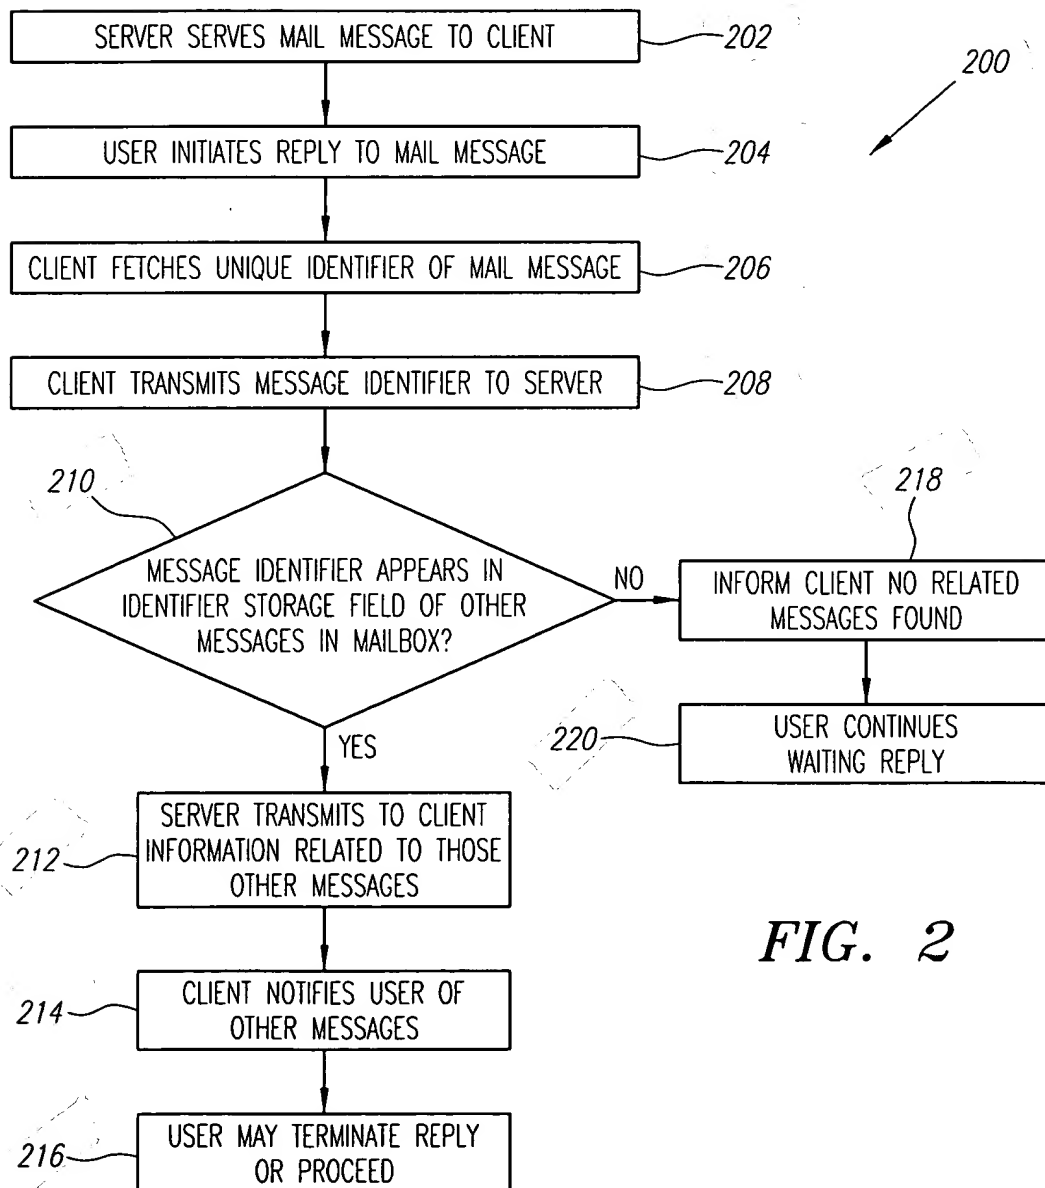 SERVER SERVES MAIL MESSAGE TO CLIENT
202
200
USER INITIATES REPLY TO MAIL MESSAGE
204
CLIENT FETCHES UNIQUE IDENTIFIER OF MAIL MESSAGE
206
CLIENT TRANSMITS MESSAGE IDENTIFIER TO SERVER
208
210
MESSAGE IDENTIFIER APPEARS IN
IDENTIFIER STORAGE FIELD OF OTHER
MESSAGES IN MAILBOX?
NO
218
INFORM CLIENT NO RELATED
MESSAGES FOUND
220
USER CONTINUES
WAITING REPLY
YES
212
SERVER TRANSMITS TO CLIENT
INFORMATION RELATED TO THOSE
OTHER MESSAGES
214
CLIENT NOTIFIES USER OF
OTHER MESSAGES
216
USER MAY TERMINATE REPLY
OR PROCEED
FIG. 2